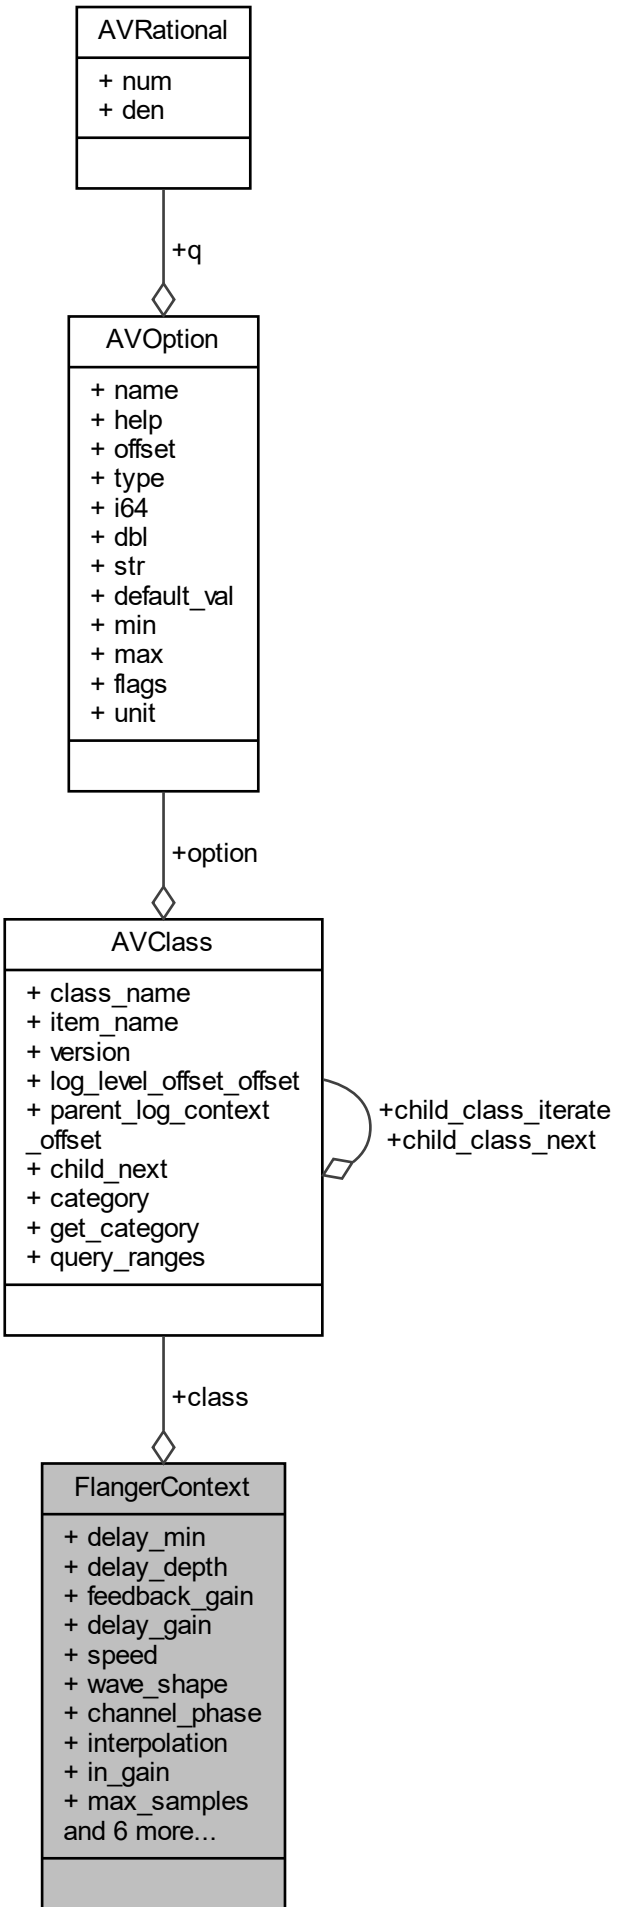 AVRational
+ num
+ den
+q
AVOption
+ name
+ help
+ offset
+ type
+ i64
+ dbl
+ str
+ default_val
+ min
+ max
+ flags
+ unit
+option
AVClass
+ class_name
+ item_name
+ version
+ log_level_offset_offset
+ parent_log_context
_offset
+ child_next
+ category
+ get_category
+ query_ranges
+child_class_iterate
+child_class_next
+class
FlangerContext
+ delay_min
+ delay_depth
+ feedback_gain
+ delay_gain
+ speed
+ wave_shape
+ channel_phase
+ interpolation
+ in_gain
+ max_samples
and 6 more...